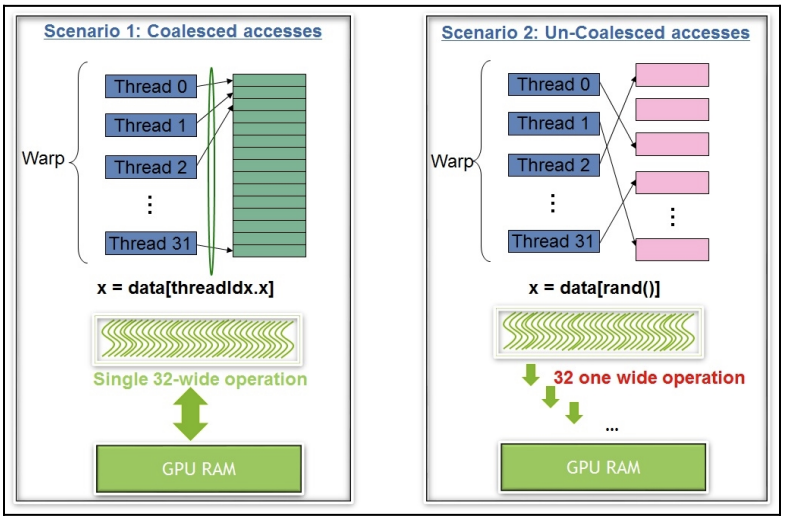 Scenario 1: Coalesced accesses
Thread 0
Thread 1
Warp
Thread 2
⋮
Thread 31
x = data[threadIdx.x]
Single 32-wide operation
GPU RAM
Scenario 2: Un-Coalesced accesses
Thread 0
Thread 1
Warp
Thread 2
⋮
⋮
Thread 31
x = data[rand()]
32 one wide operation
...
GPU RAM